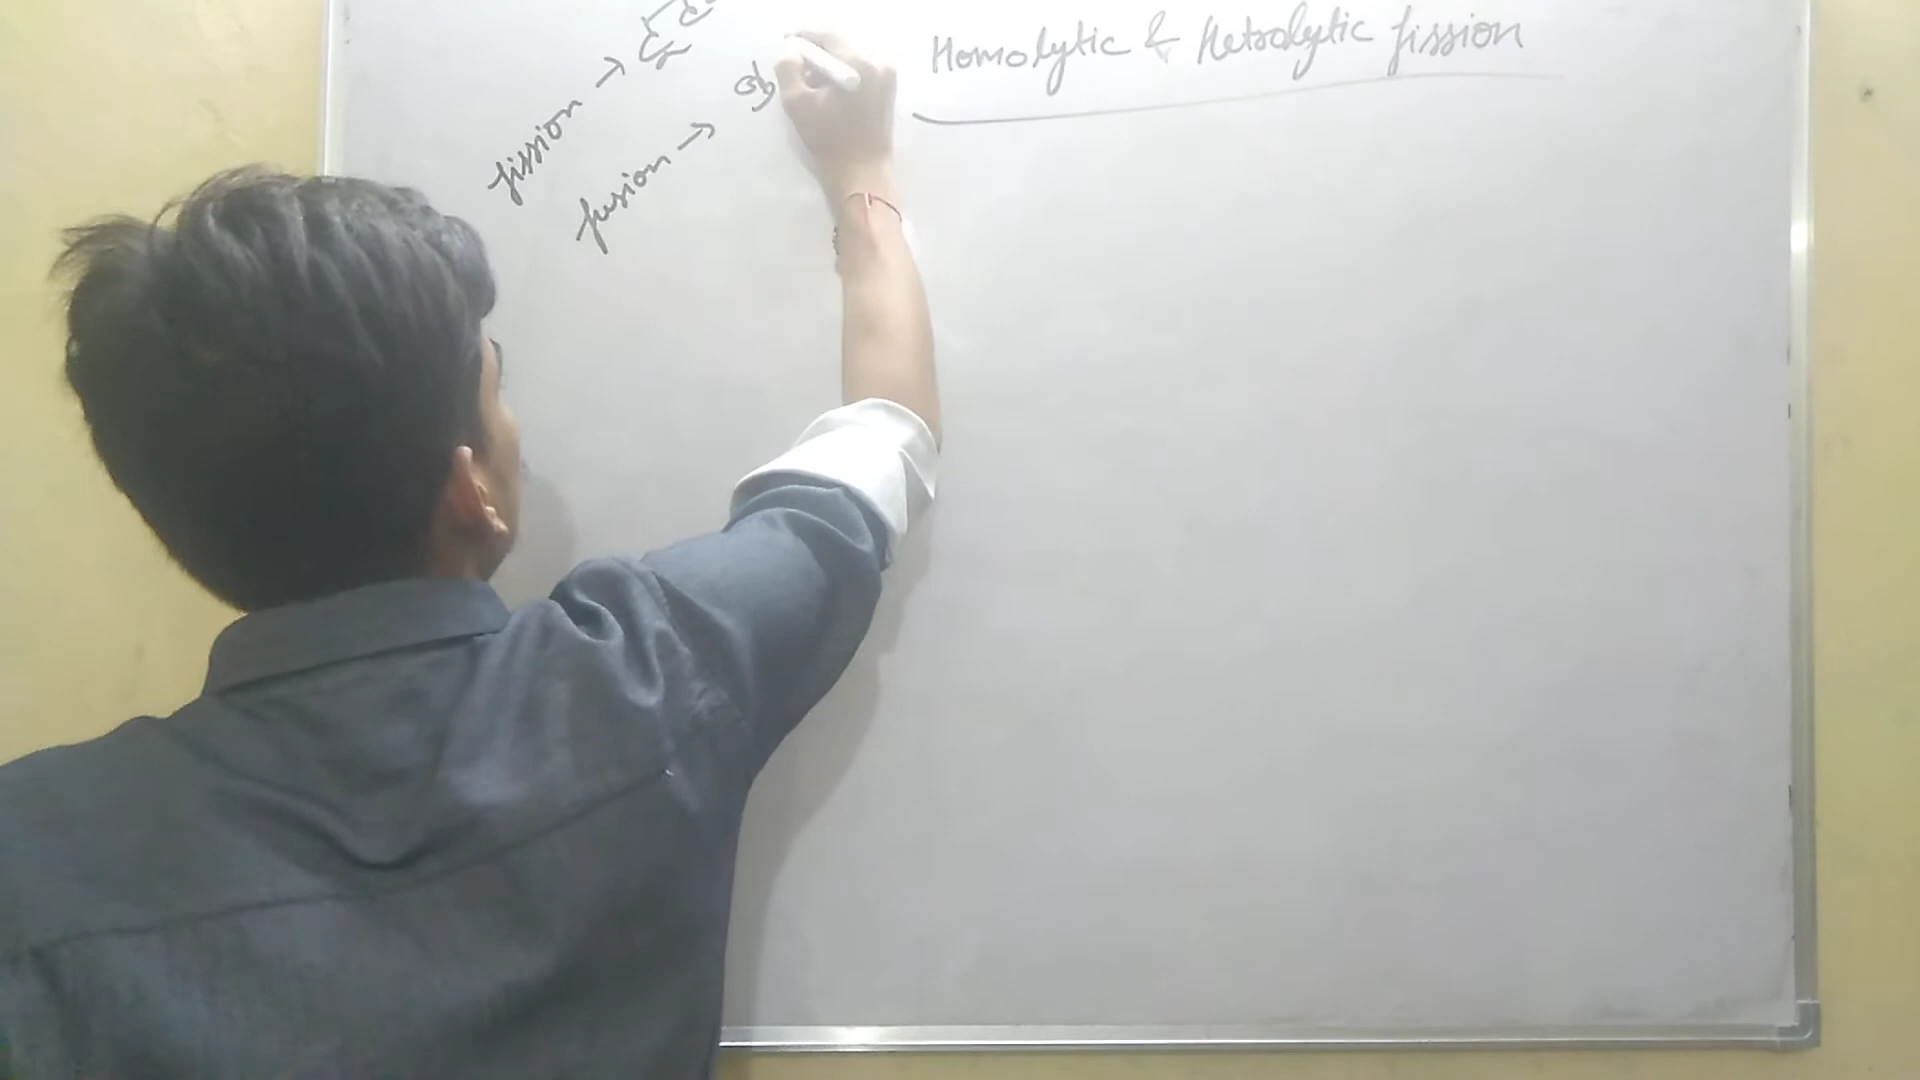 Homolytic & Hetrolytic fission
fission →
fusion →